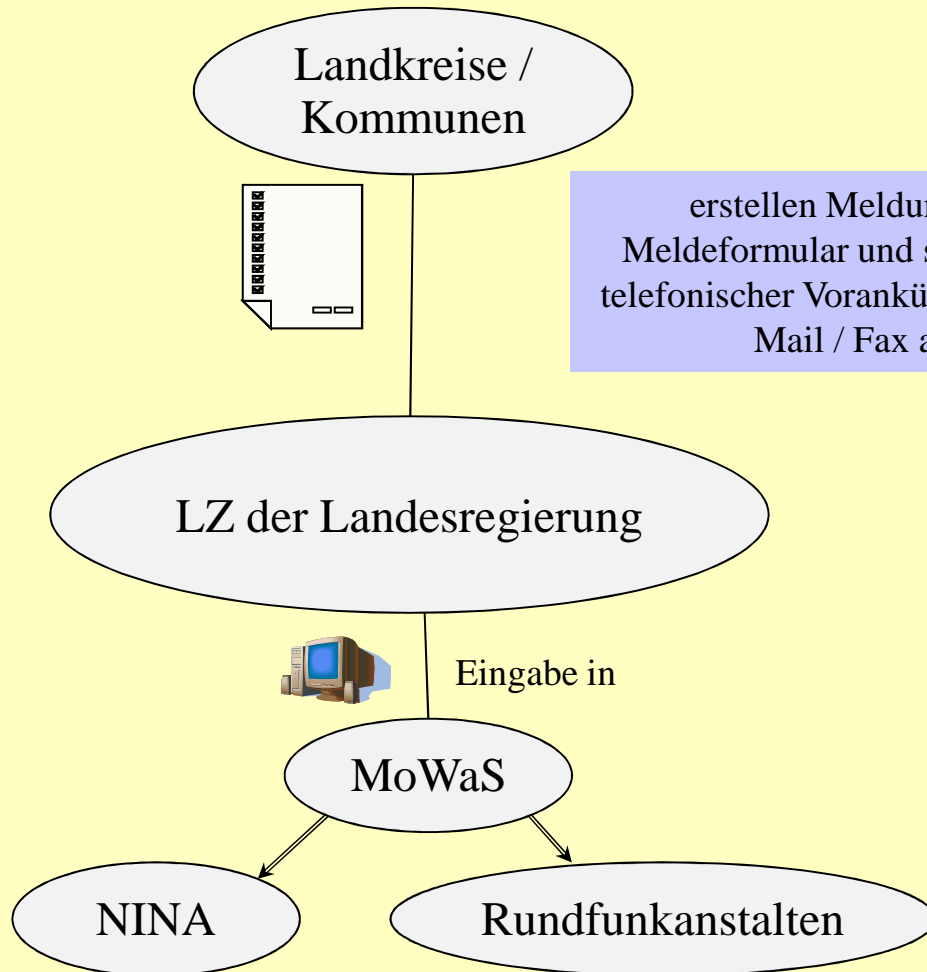 Landkreise /
Kommunen
erstellen
Meldeformular und
telefonischer
Mail / Fax
LZ der Landesregierung
Eingabe in
MoWaS
NINA
Rundfunkanstalten